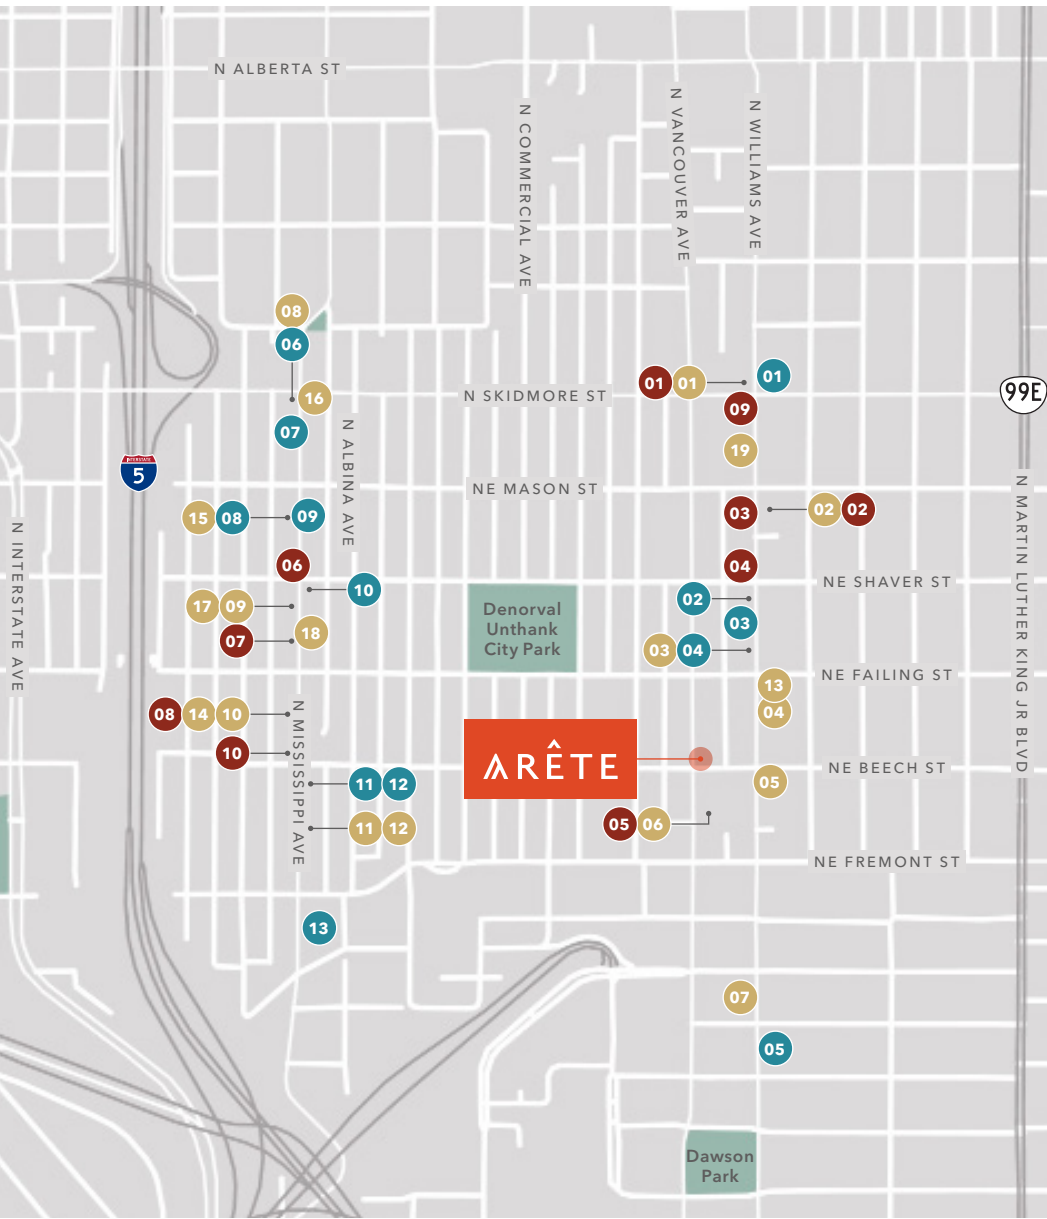 N ALBERTA ST
N COMMERCIAL AVE
N VANCOUVER AVE
N WILLIAMS AVE
08
06
16
07
01
01
01
09
19
N SKIDMORE ST
99E
INTERSTATE
5
N ALBINA AVE
NE MASON ST
N MARTIN LUTHER KING JR BLVD
N INTERSTATE AVE
15
08
09
03
02
02
06
04
10
NE SHAVER ST
17
09
02
Denorval
Unthank
City Park
03
07
18
03
04
NE FAILING ST
13
04
08
14
10
N MISSISSIPPI AVE
10
ARÊTE
NE BEECH ST
11
12
05
11
12
05
06
NE FREMONT ST
13
07
05
Dawson
Park